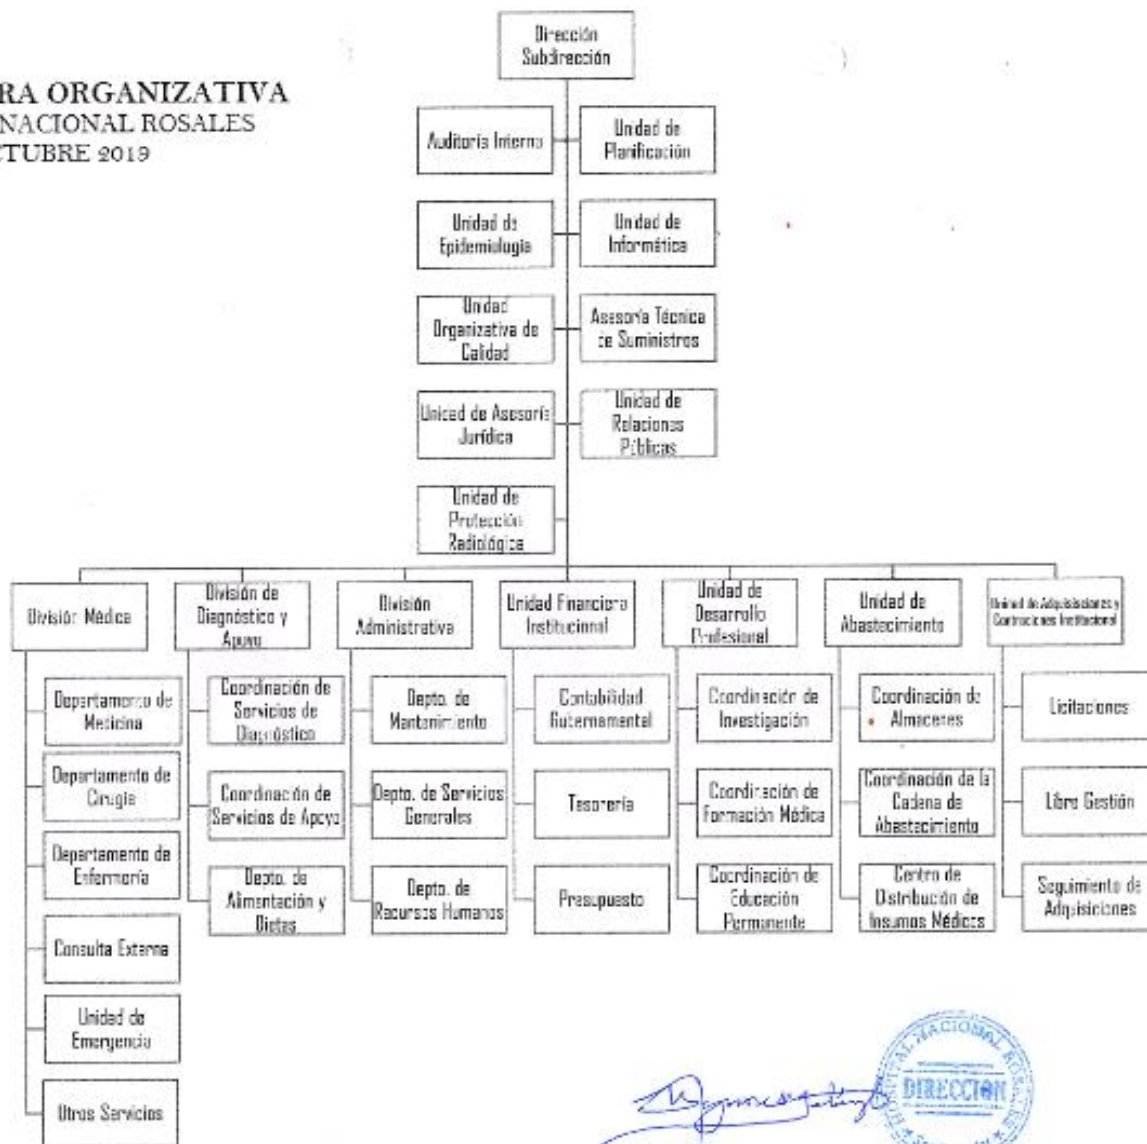 Dirección
Subdirección
RA ORGANIZATIVA
NACIONAL ROSALES
CTUBRE 2019
Auditoría Interna
Unidad de
Planificación
Unidad de
Epidemiología
Unidad de
Informática
Unidad
Organizativa de
Calidad
Asesoría Técnica
de Suministros
Unidad de Asesoría
Jurídica
Unidad de
Relaciones
Públicas
Unidad de
Protección
Radiológica
División Médica
División de
Diagnóstico y
Apoyo
División
Administrativa
Unidad Financiera
Institucional
Unidad de
Desarrollo
Profesional
Unidad de
Abastecimiento
Unidad de Adquisiciones y
Contrataciones Institucional
Departamento de
Medicina
Coordinación de
Servicios de
Diagnóstico
Depto. de
Mantenimiento
Contabilidad
Gubernamental
Coordinación de
Investigación
Coordinación de
Almacenes
Licitaciones
Departamento de
Cirugía
Coordinación de
Servicios de Apoyo
Depto. de Servicios
Generales
Tesorería
Coordinación de
Formación Médica
Coordinación de la
Cadena de
Abastecimiento
Libre Gestión
Departamento de
Enfermería
Depto. de
Alimentación y
Dietas
Depto. de
Recursos Humanos
Presupuesto
Coordinación de
Educación
Permanente
Centro de
Distribución de
Insumos Médicos
Seguimiento de
Adquisiciones
Consulta Externa
Unidad de
Emergencia
Otros Servicios
HOSPITAL NACIONAL ROSALES
DIRECCION